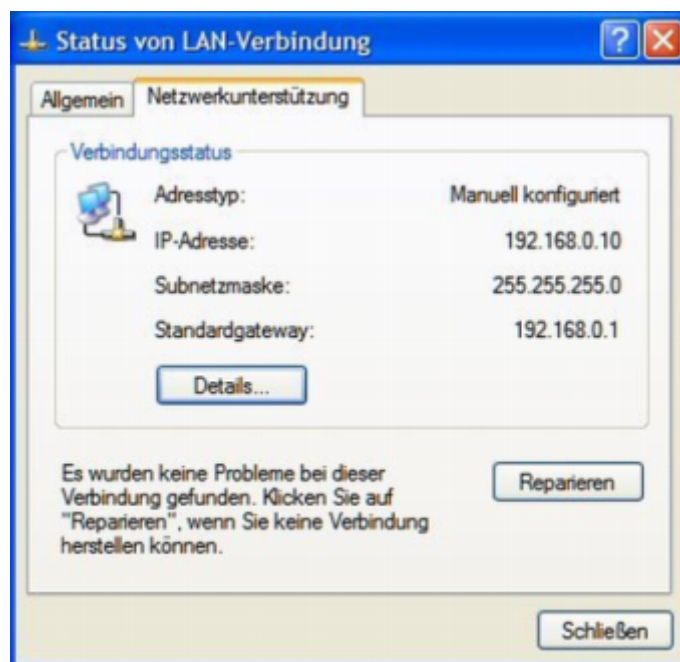 Status von LAN-Verbindung
Allgemein Netzwerkunterstützung
Verbindungsstatus
Adresstyp: Manuell konfiguriert
IP-Adresse: 192.168.0.10
Subnetzmaske: 255.255.255.0
Standardgateway: 192.168.0.1
Details...
Es wurden keine Probleme bei dieser
Verbindung gefunden. Klicken Sie auf
"Reparieren", wenn Sie keine Verbindung
herstellen können.
Reparieren
Schließen